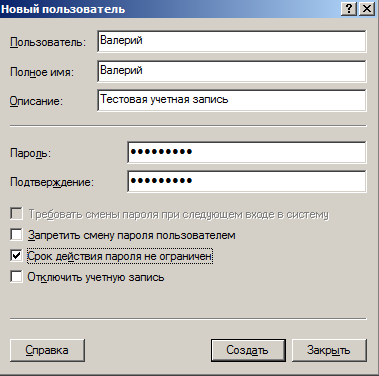 Новый пользователь
Пользователь: Валерий
Полное имя: Валерий
Описание: Тестовая учетная запись
Пароль: •••••••••
Подтверждение: •••••••••
Требовать смены пароля при следующем входе в систему
Запретить смену пароля пользователем
Срок действия пароля не ограничен
Отключить учетную запись
Справка Создать Закрыть